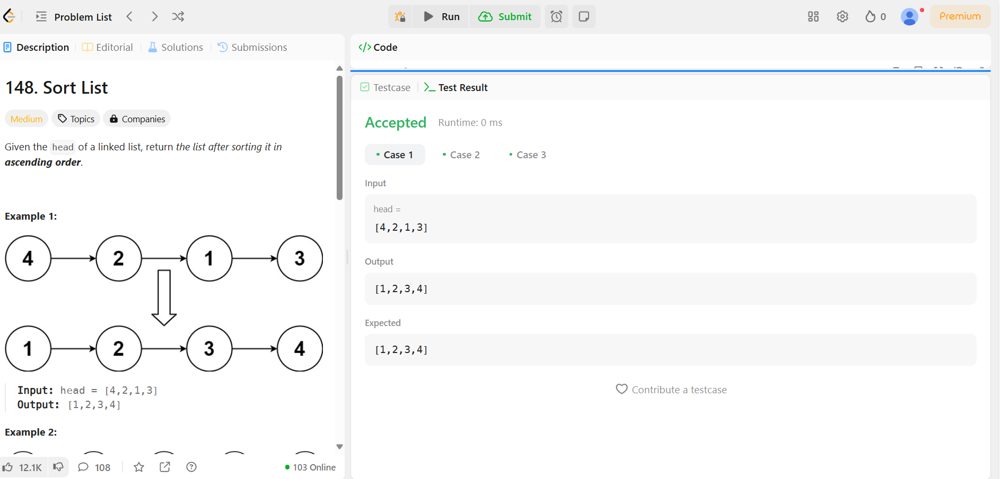 Problem List
Run
Submit
0
Premium
Description
Editorial
Solutions
Submissions
148. Sort List
Medium
Topics
Companies
Given the head of a linked list, return the list after sorting it in
ascending order.
Example 1:
4 2 1 3
1 2 3 4
Input: head = [4,2,1,3]
Output: [1,2,3,4]
Example 2:
12.1K
108
103 Online
Code
Testcase
Test Result
Accepted
Runtime: 0 ms
Case 1
Case 2
Case 3
Input
head =
[4,2,1,3]
Output
[1,2,3,4]
Expected
[1,2,3,4]
Contribute a testcase